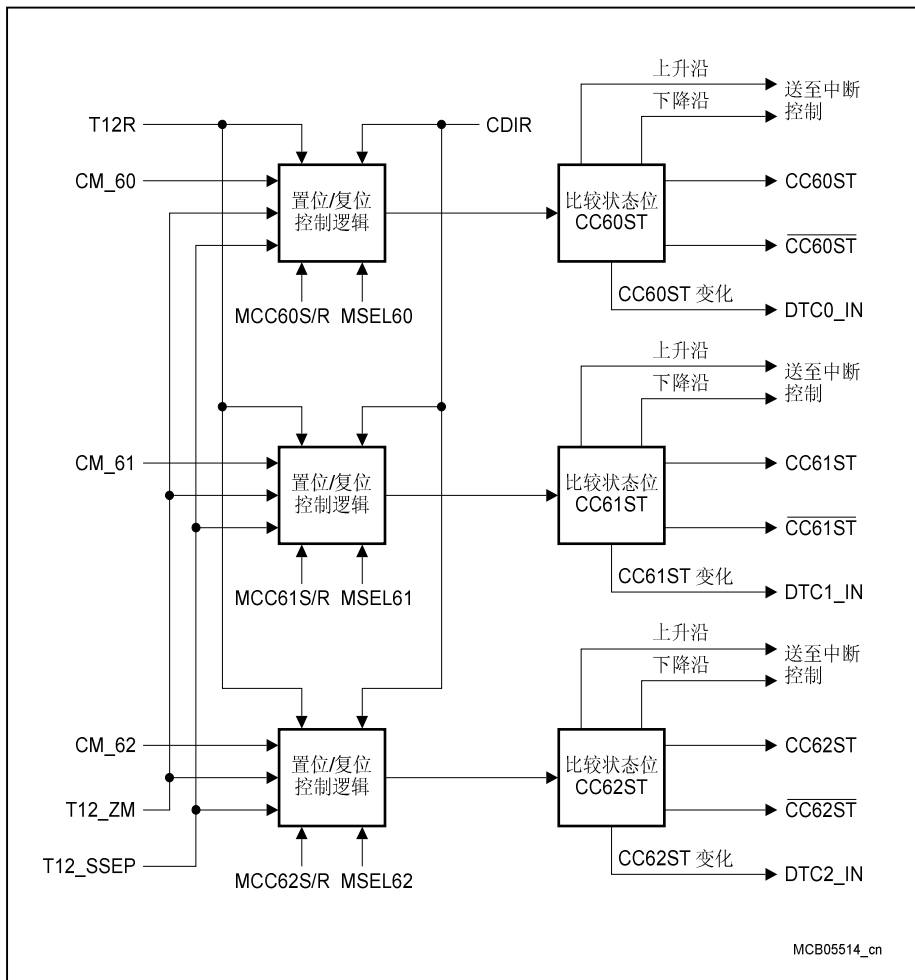 上升沿
送至中断
控制
下降沿
T12R
CDIR
CM_60
置位/复位
控制逻辑
比较状态位
CC60ST
CC60ST
CC60ST
MCC60S/R
MSEL60
CC60ST 变化
DTC0_IN
上升沿
送至中断
控制
下降沿
CM_61
置位/复位
控制逻辑
比较状态位
CC61ST
CC61ST
CC61ST
MCC61S/R
MSEL61
CC61ST 变化
DTC1_IN
上升沿
送至中断
控制
下降沿
CM_62
置位/复位
控制逻辑
比较状态位
CC62ST
CC62ST
T12_ZM
CC62ST
T12_SSEP
MCC62S/R
MSEL62
CC62ST 变化
DTC2_IN
MCB05514_cn